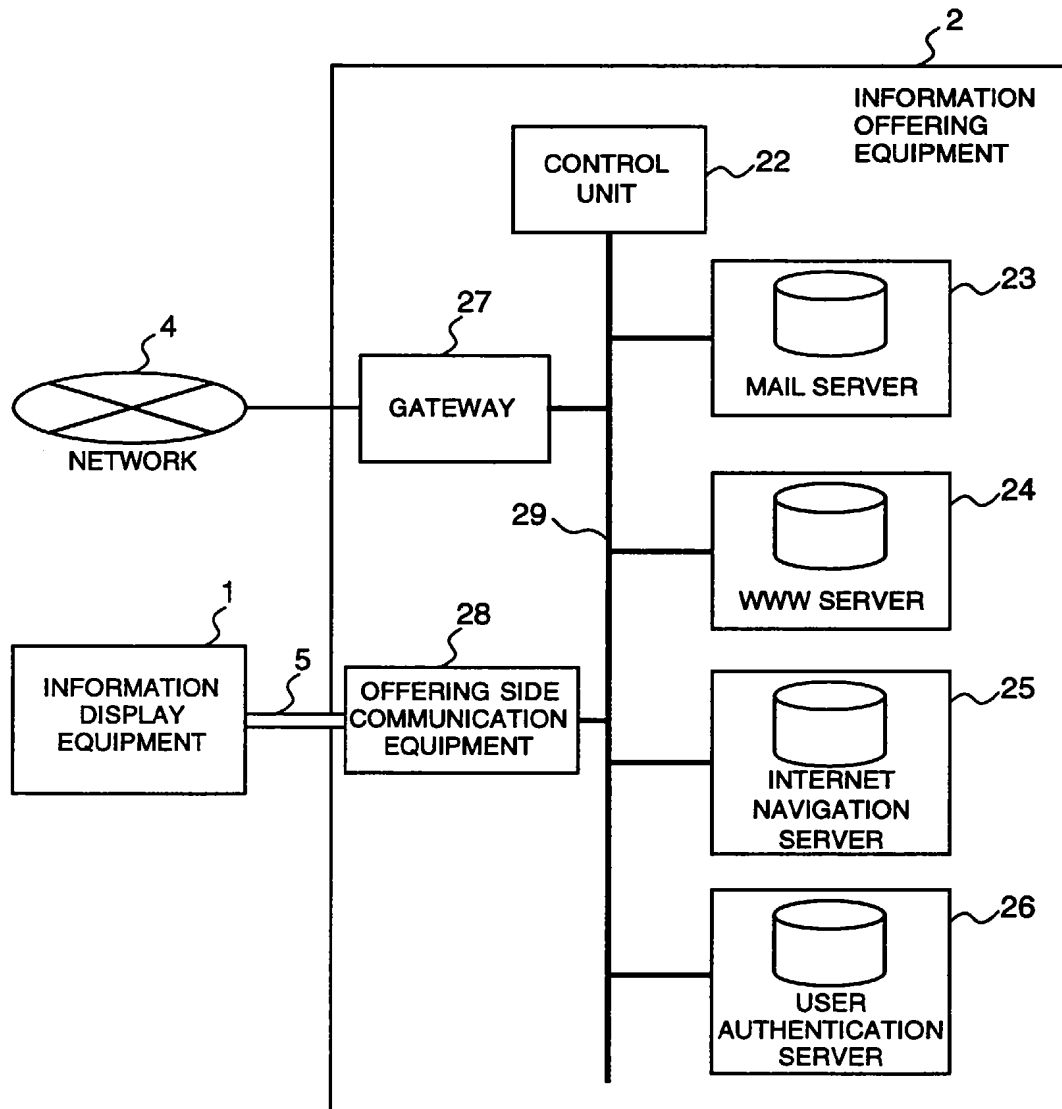 2
INFORMATION
OFFERING
EQUIPMENT
CONTROL
UNIT
22
23
MAIL SERVER
27
4
GATEWAY
NETWORK
24
WWW SERVER
29
1
28
5
INFORMATION
DISPLAY
EQUIPMENT
OFFERING SIDE
COMMUNICATION
EQUIPMENT
25
INTERNET
NAVIGATION
SERVER
26
USER
AUTHENTICATION
SERVER